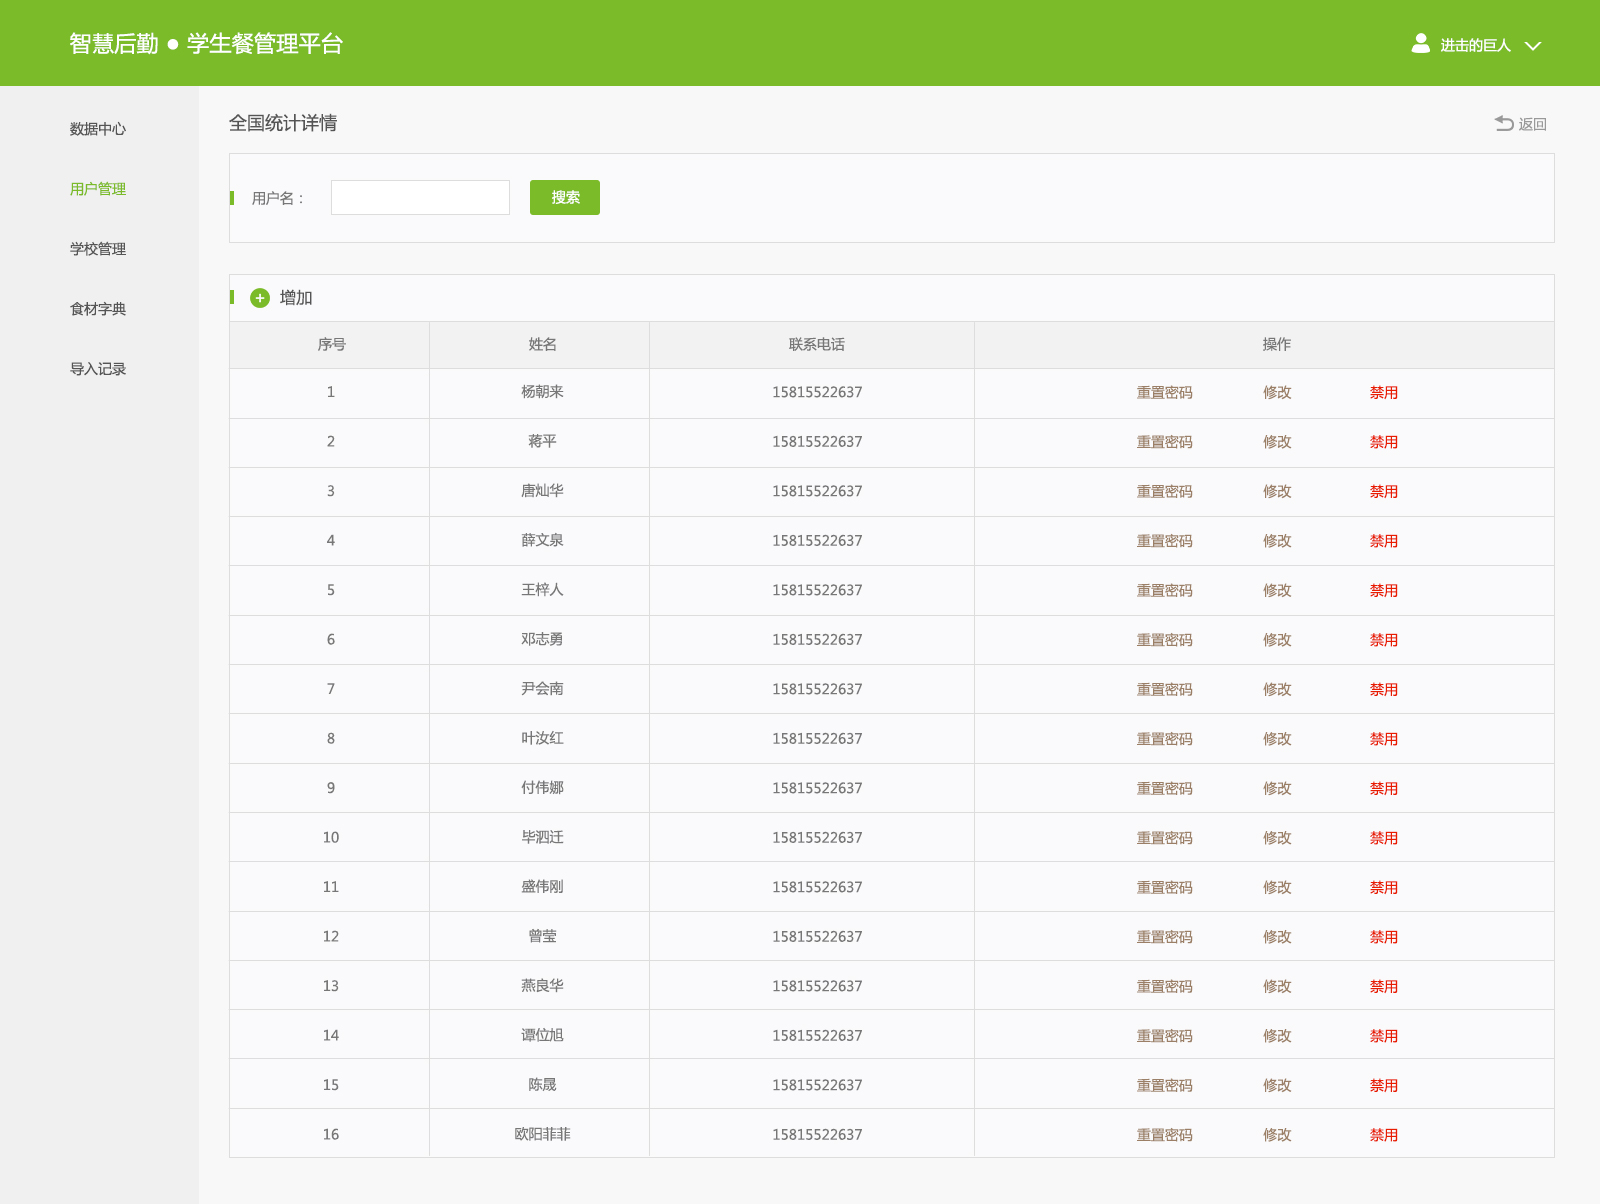 智慧后勤 ● 学生餐管理平台
进击的巨人
数据中心
用户管理
学校管理
食材字典
导入记录
全国统计详情
返回
用户名：
搜索
增加
序号 姓名 联系电话 操作
1 杨朝来 15815522637 重置密码 修改 禁用
2 蒋平 15815522637 重置密码 修改 禁用
3 唐灿华 15815522637 重置密码 修改 禁用
4 薛文泉 15815522637 重置密码 修改 禁用
5 王梓人 15815522637 重置密码 修改 禁用
6 邓志勇 15815522637 重置密码 修改 禁用
7 尹会南 15815522637 重置密码 修改 禁用
8 叶汝红 15815522637 重置密码 修改 禁用
9 付伟娜 15815522637 重置密码 修改 禁用
10 毕泗迁 15815522637 重置密码 修改 禁用
11 盛伟刚 15815522637 重置密码 修改 禁用
12 曾莹 15815522637 重置密码 修改 禁用
13 燕良华 15815522637 重置密码 修改 禁用
14 谭位旭 15815522637 重置密码 修改 禁用
15 陈晟 15815522637 重置密码 修改 禁用
16 欧阳菲菲 15815522637 重置密码 修改 禁用